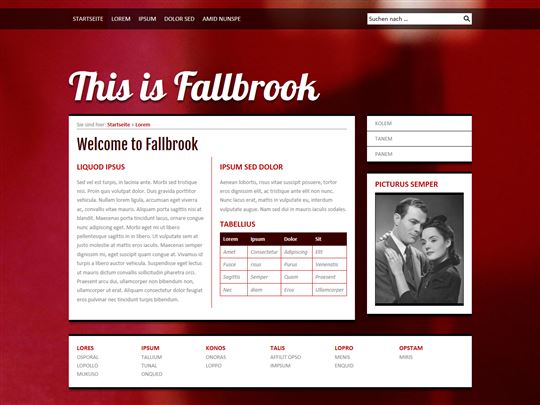 STARTSEITE LOREM IPSUM DOLOR SED AMID NUNSPE
Suchen nach ...
This is Fallbrook
Sie sind hier: Startseite » Lorem
Welcome to Fallbrook
LIQUOD IPSUS
Sed vel est turpis, in lacinia ante. Morbi sed tristique
nisi. Proin quis volutpat dolor. Duis gravida porttitor
vehicula. Nullam lorem ligula, accumsan eget viverra
ac, convallis vitae mauris. Aliquam porta sagittis nisi at
blandit. Maecenas porta tincidunt lacus, ornare congue
nunc adipiscing eget. Morbi eget mi ut libero
pellentesque sagittis in in libero. Ut vulputate sem at
justo molestie at mattis eros iaculis. Maecenas semper
dignissim mi, eget suscipit quam congue at. Vivamus id
turpis a libero auctor vehicula. Suspendisse eget lectus
ut mauris dictum convallis sollicitudin pharetra orci.
Praesent arcu dui, ullamcorper non bibendum non,
ullamcorper ut erat. Aliquam consectetur dolor feugiat
eros pulvinar nec tincidunt turpis bibendum.
IPSUM SED DOLOR
Aenean lobortis, risus vitae suscipit posuere, tortor
eros dignissim elit, ac tristique ante elit non nunc.
Nunc lacus erat, mattis in vulputate eu, interdum
vulputate augue. Nam sed dui in mauris iaculis sodales.
TABELLIUS
Lorem Ipsum Dolor Sit
Amet Consectetur Adipiscing Elit
Fusce risus Purus Venenatis
Sagittis Semper Quam Praesent
Nec diam Eros Ullamcorper
KOLEM
TANEM
PANEM
PICTURUS SEMPER
LORES IPSUM KONOS TALIS LOPRO OPSTAM
OSPORAL TALLIUM ONORAS AFFILIT OPSO MENIS MIRIS
LOPOLLO TUNAL LOPPO IMPSUM ENQUID
MUKUSO ONQUED